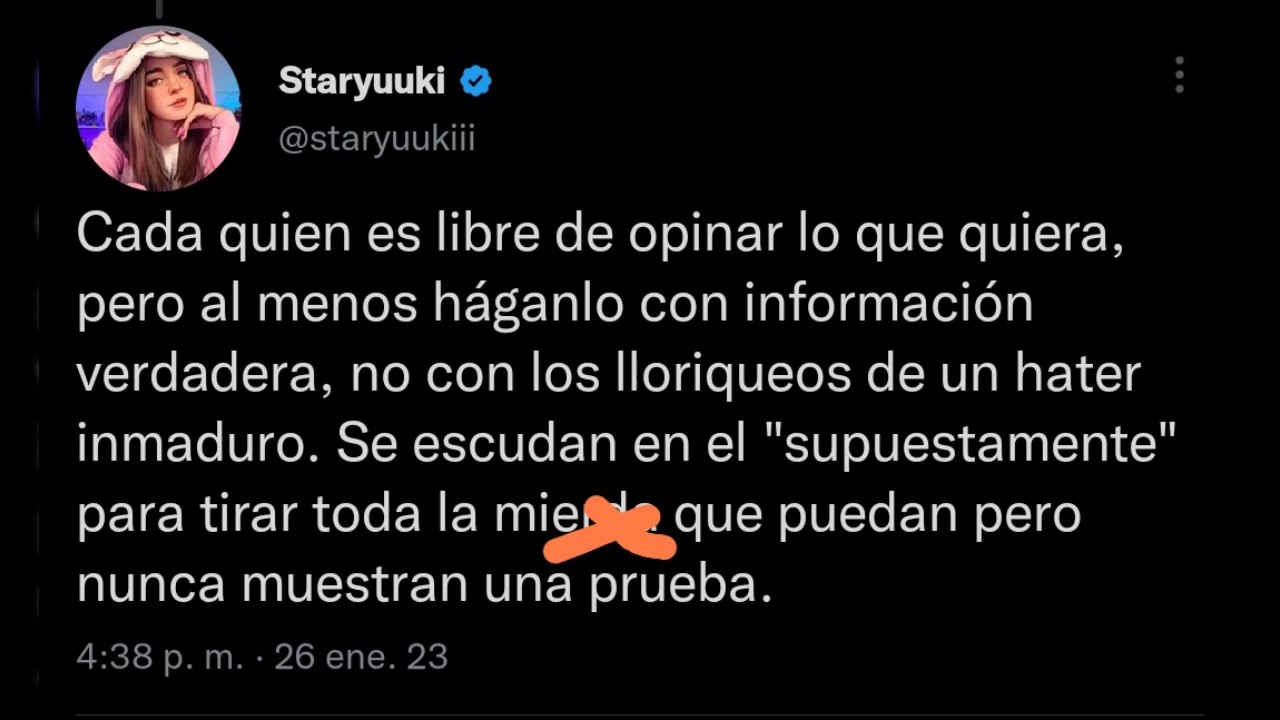 Staryuuki
@staryuukiii
Cada quien es libre de opinar lo que quiera,
pero al menos háganlo con información
verdadera, no con los lloriqueos de un hater
inmaduro. Se escudan en el "supuestamente"
para tirar toda la mierda que puedan pero
nunca muestran una prueba.
4:38 p. m. · 26 ene. 23